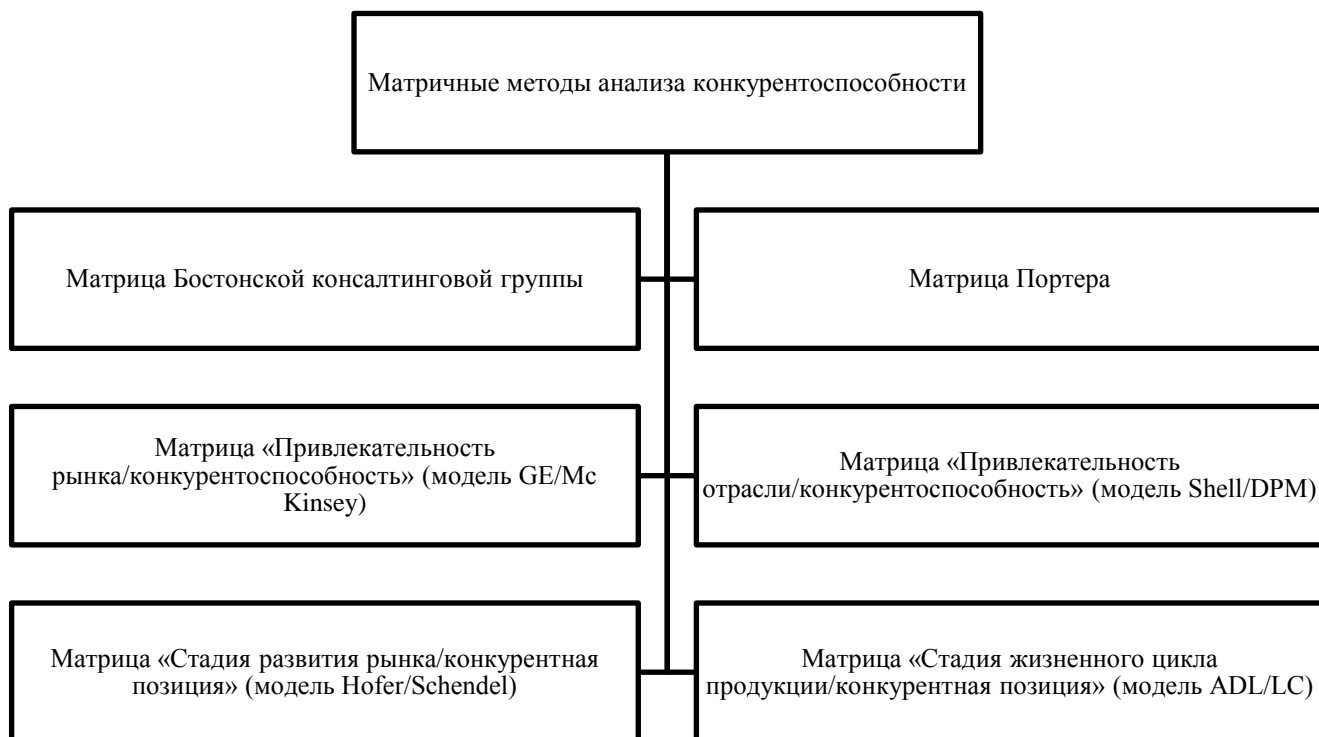 Матричные методы анализа конкурентоспособности
Матрица Бостонской консалтинговой группы
Матрица Портера
Матрица «Привлекательность
рынка/конкурентоспособность» (модель GE/Mc
Kinsey)
Матрица «Привлекательность
отрасли/конкурентоспособность» (модель Shell/DPM)
Матрица «Стадия развития рынка/конкурентная
позиция» (модель Hofer/Schendel)
Матрица «Стадия жизненного цикла
продукции/конкурентная позиция» (модель ADL/LC)